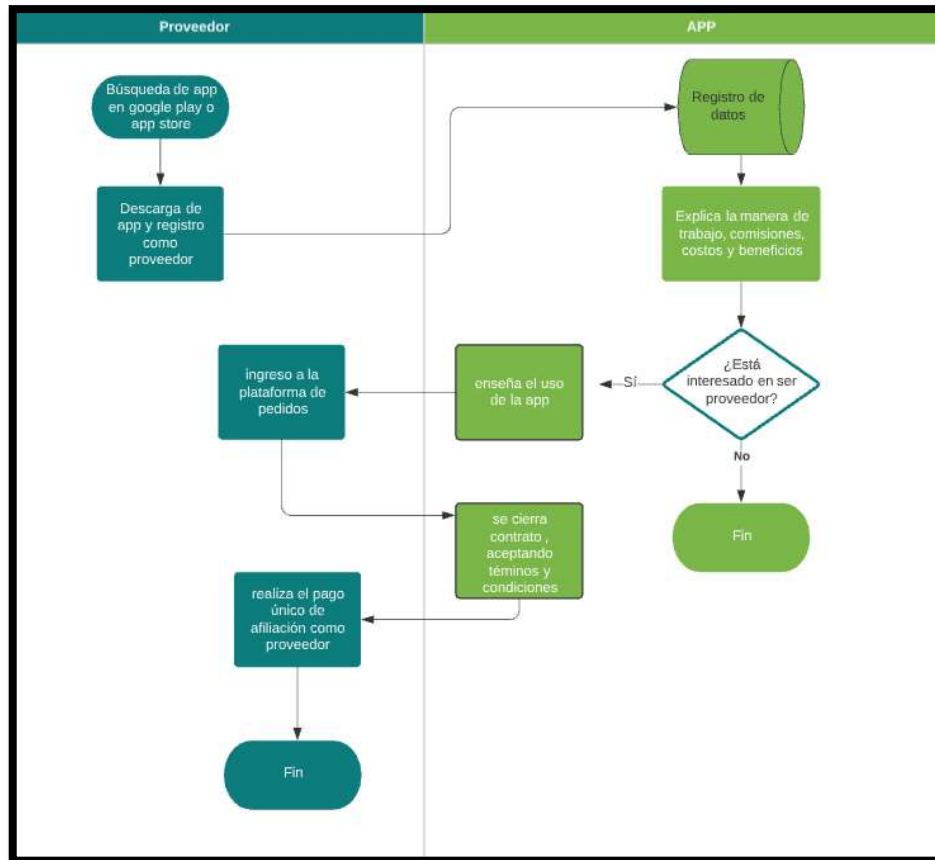 Proveedor
APP
Búsqueda de app
en google play o
app store
Registro de
datos
Descarga de
app y registro
como
proveedor
Explica la manera de
trabajo, comisiones,
costos y beneficios
¿Está
interesado en ser
proveedor?
Sí
enseña el uso
de la app
ingreso a la
plataforma de
pedidos
No
Fin
se cierra
contrato ,
aceptando
téminos y
condiciones
realiza el pago
único de
afiliación como
proveedor
Fin